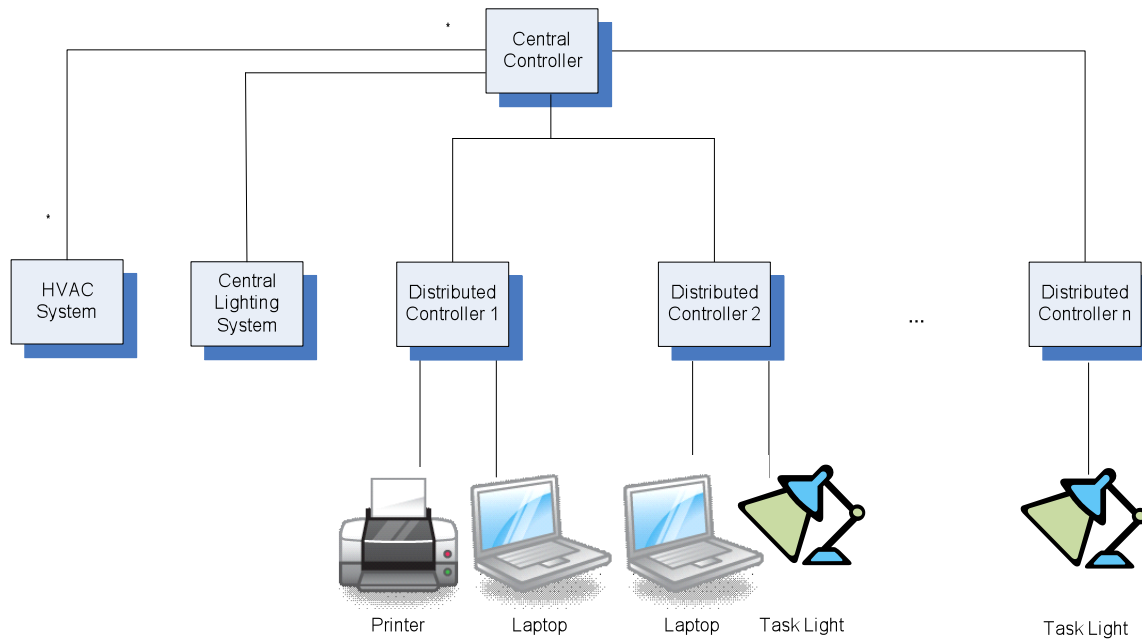 *
Central
Controller
*
HVAC
System
Central
Lighting
System
Distributed
Controller 1
Distributed
Controller 2
...
Distributed
Controller n
Printer
Laptop
Laptop
Task Light
Task Light